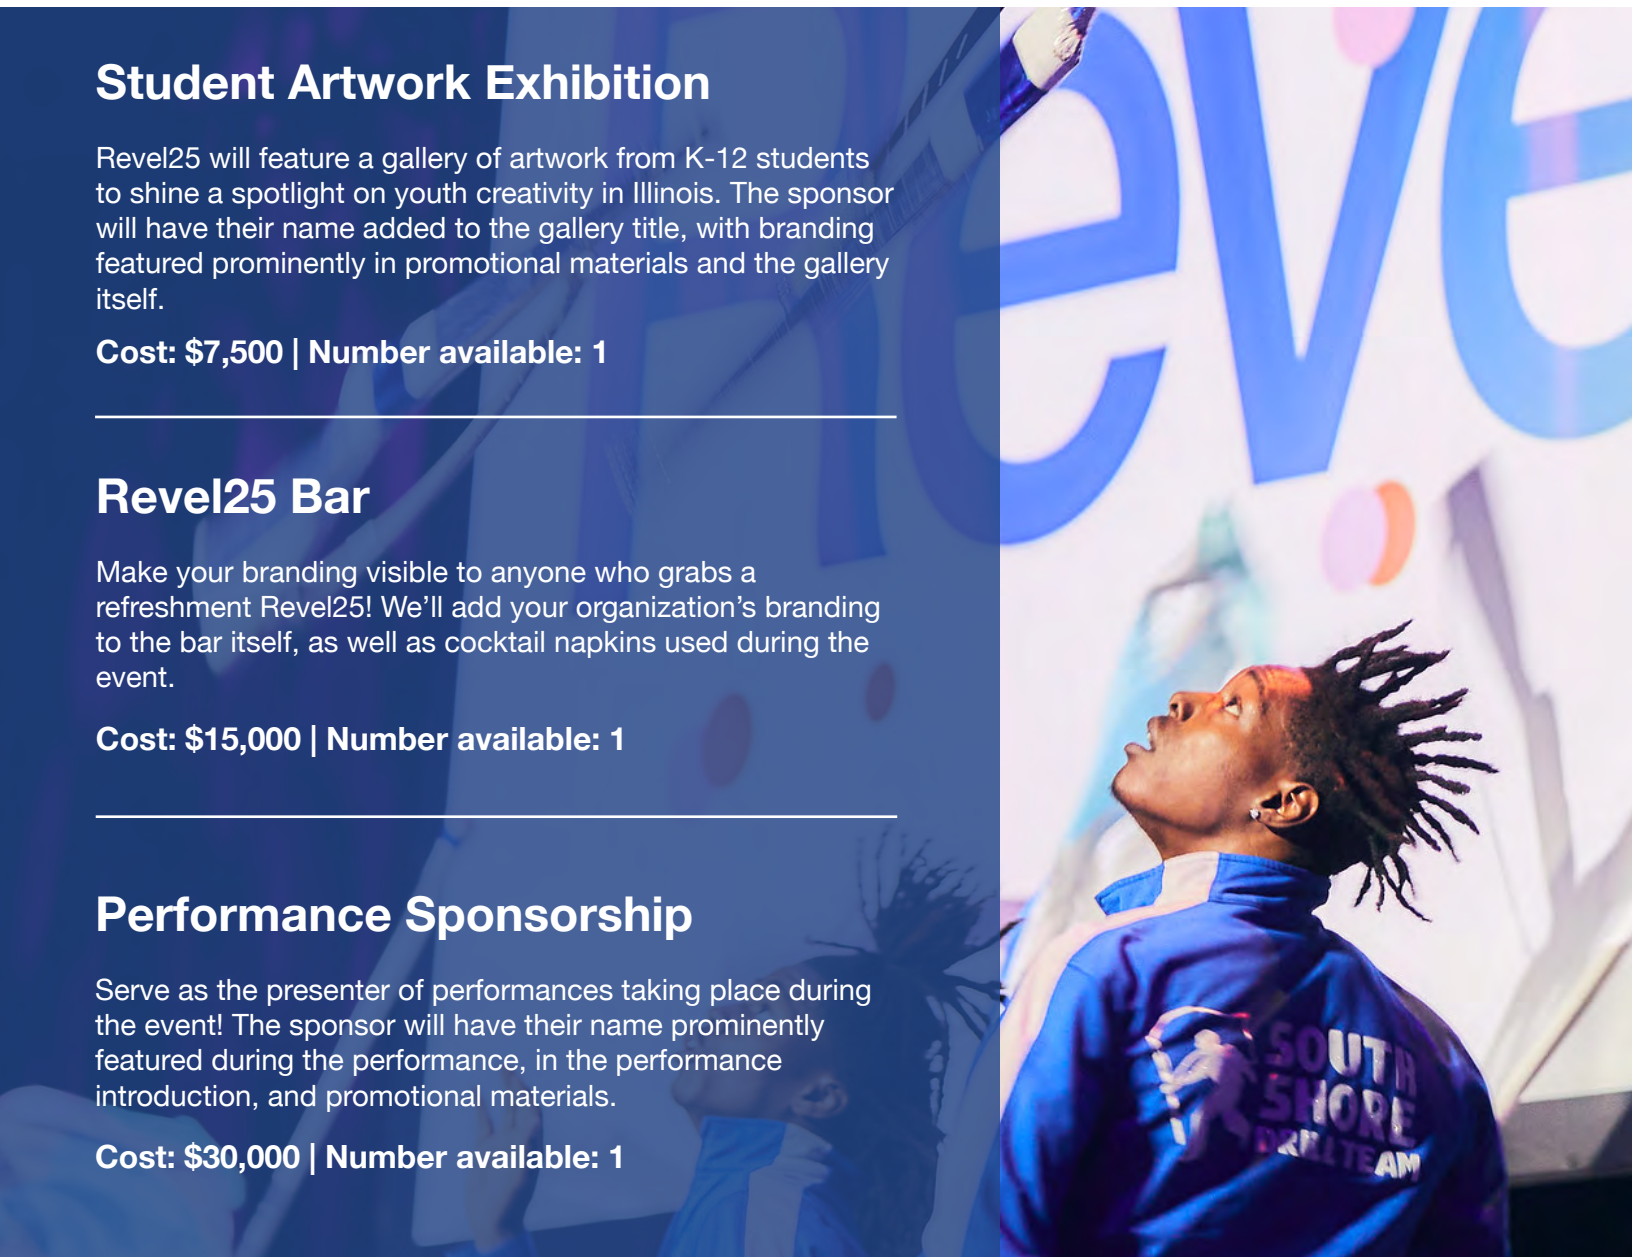 Student Artwork Exhibition
Revel25 will feature a gallery of artwork from K-12 students
to shine a spotlight on youth creativity in Illinois. The sponsor
will have their name added to the gallery title, with branding
featured prominently in promotional materials and the gallery
itself.
Cost: $7,500 | Number available: 1
Revel25 Bar
Make your branding visible to anyone who grabs a
refreshment Revel25! We’ll add your organization’s branding
to the bar itself, as well as cocktail napkins used during the
event.
Cost: $15,000 | Number available: 1
Performance Sponsorship
Serve as the presenter of performances taking place during
the event! The sponsor will have their name prominently
featured during the performance, in the performance
introduction, and promotional materials.
Cost: $30,000 | Number available: 1
Reve
SOUTH
SHORE
DRILL TEAM